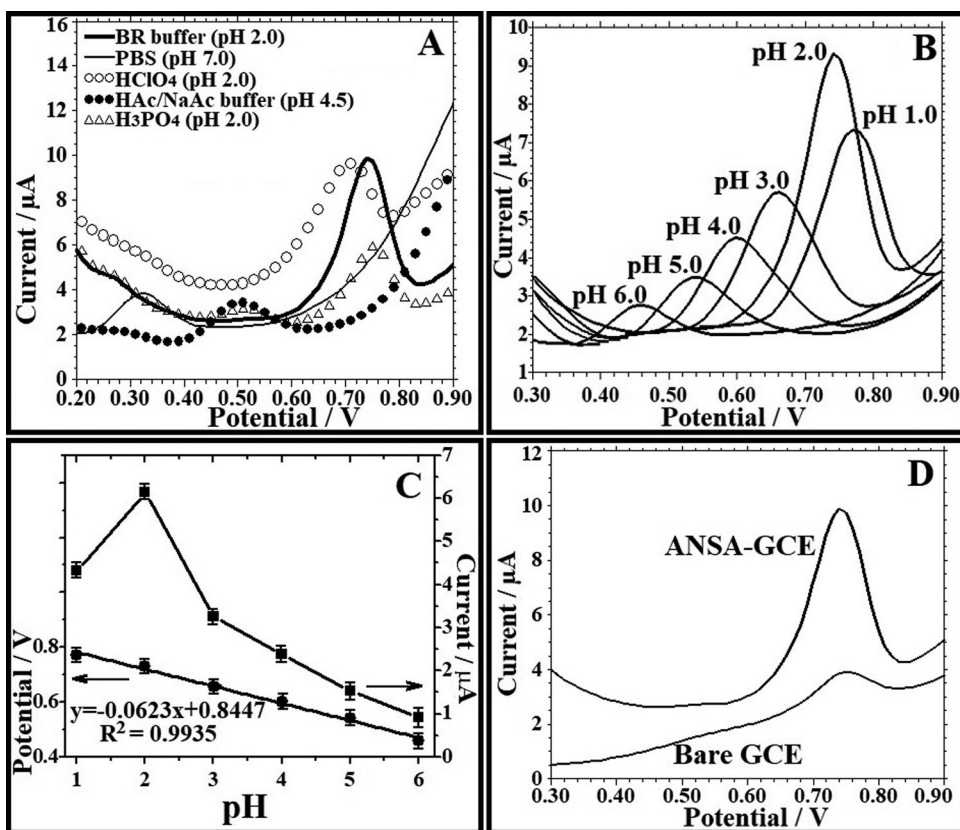 A
BR buffer (pH 2.0)
PBS (pH 7.0)
HClO4 (pH 2.0)
HAc/NaAc buffer (pH 4.5)
H3PO4 (pH 2.0)
16
14
12
10
8
6
4
2
0
Current / μA
0.20 0.30 0.40 0.50 0.60 0.70 0.80 0.90
Potential / V
B
pH 2.0
pH 1.0
pH 3.0
pH 4.0
pH 5.0
pH 6.0
10
9
8
7
6
5
4
3
2
1
Current / μA
0.30 0.40 0.50 0.60 0.70 0.80 0.90
Potential / V
C
0.8
0.6
0.4
Potential / V
y=-0.0623x+0.8447
R2 = 0.9935
7
6
5
4
3
2
1
0
Current / μA
1 2 3 4 5 6
pH
D
ANSA-GCE
Bare GCE
12
10
8
6
4
2
0
Current / μA
0.30 0.40 0.50 0.60 0.70 0.80 0.90
Potential / V